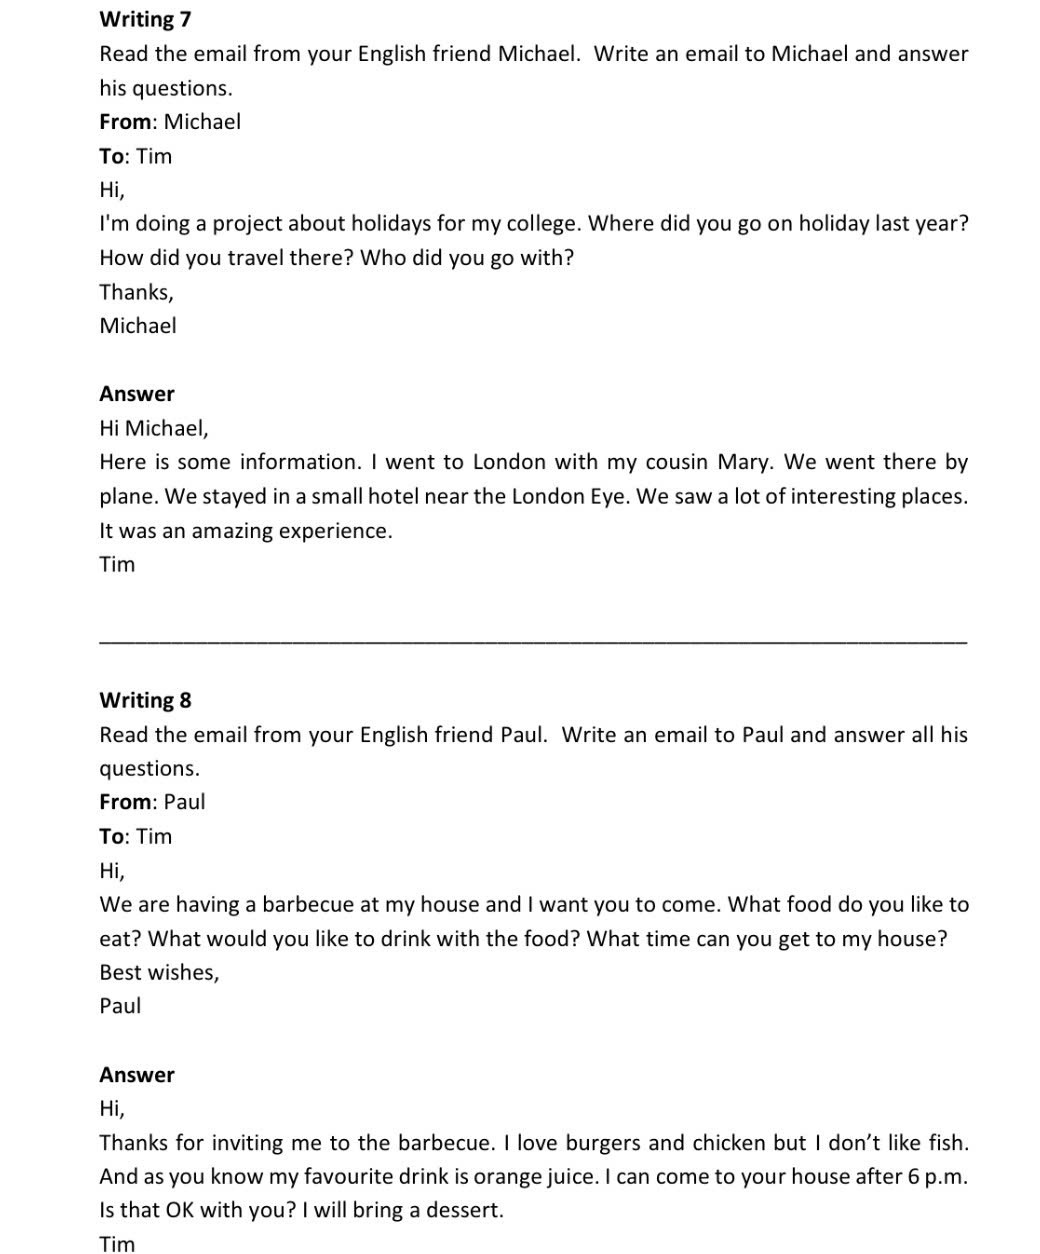 Writing 7
Read the email from your English friend Michael.  Write an email to Michael and answer
his questions.
From: Michael
To: Tim
Hi,
I'm doing a project about holidays for my college. Where did you go on holiday last year?
How did you travel there? Who did you go with?
Thanks,
Michael
Answer
Hi Michael,
Here is some information. I went to London with my cousin Mary. We went there by
plane. We stayed in a small hotel near the London Eye. We saw a lot of interesting places.
It was an amazing experience.
Tim
Writing 8
Read the email from your English friend Paul.  Write an email to Paul and answer all his
questions.
From: Paul
To: Tim
Hi,
We are having a barbecue at my house and I want you to come. What food do you like to
eat? What would you like to drink with the food? What time can you get to my house?
Best wishes,
Paul
Answer
Hi,
Thanks for inviting me to the barbecue. I love burgers and chicken but I don’t like fish.
And as you know my favourite drink is orange juice. I can come to your house after 6 p.m.
Is that OK with you? I will bring a dessert.
Tim